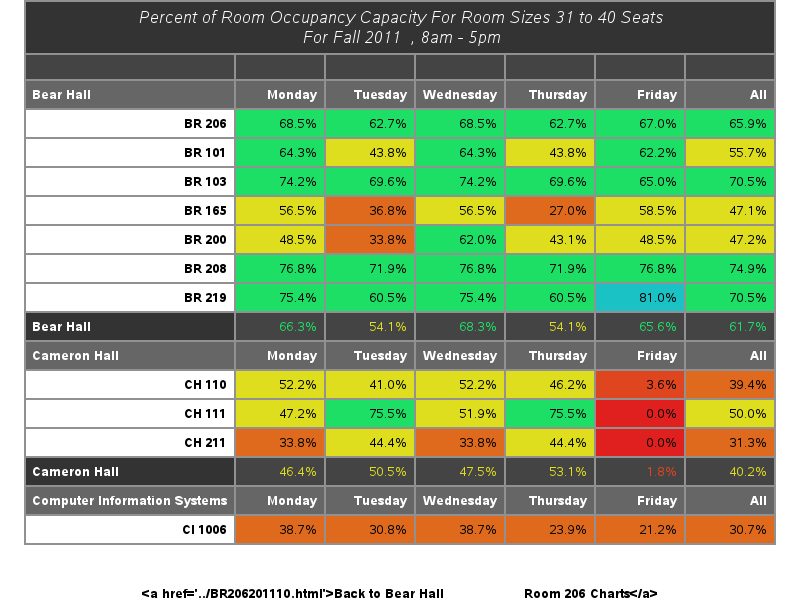 Percent of Room Occupancy Capacity For Room Sizes 31 to 40 Seats
For Fall 2011 , 8am - 5pm
Bear Hall Monday Tuesday Wednesday Thursday Friday All
BR 206 68.5% 62.7% 68.5% 62.7% 67.0% 65.9%
BR 101 64.3% 43.8% 64.3% 43.8% 62.2% 55.7%
BR 103 74.2% 69.6% 74.2% 69.6% 65.0% 70.5%
BR 165 56.5% 36.8% 56.5% 27.0% 58.5% 47.1%
BR 200 48.5% 33.8% 62.0% 43.1% 48.5% 47.2%
BR 208 76.8% 71.9% 76.8% 71.9% 76.8% 74.9%
BR 219 75.4% 60.5% 75.4% 60.5% 81.0% 70.5%
Bear Hall 66.3% 54.1% 68.3% 54.1% 65.6% 61.7%
Cameron Hall Monday Tuesday Wednesday Thursday Friday All
CH 110 52.2% 41.0% 52.2% 46.2% 3.6% 39.4%
CH 111 47.2% 75.5% 51.9% 75.5% 0.0% 50.0%
CH 211 33.8% 44.4% 33.8% 44.4% 0.0% 31.3%
Cameron Hall 46.4% 50.5% 47.5% 53.1% 1.8% 40.2%
Computer Information Systems Monday Tuesday Wednesday Thursday Friday All
CI 1006 38.7% 30.8% 38.7% 23.9% 21.2% 30.7%
<a href='../BR206201110.html'>Back to Bear Hall Room 206 Charts</a>